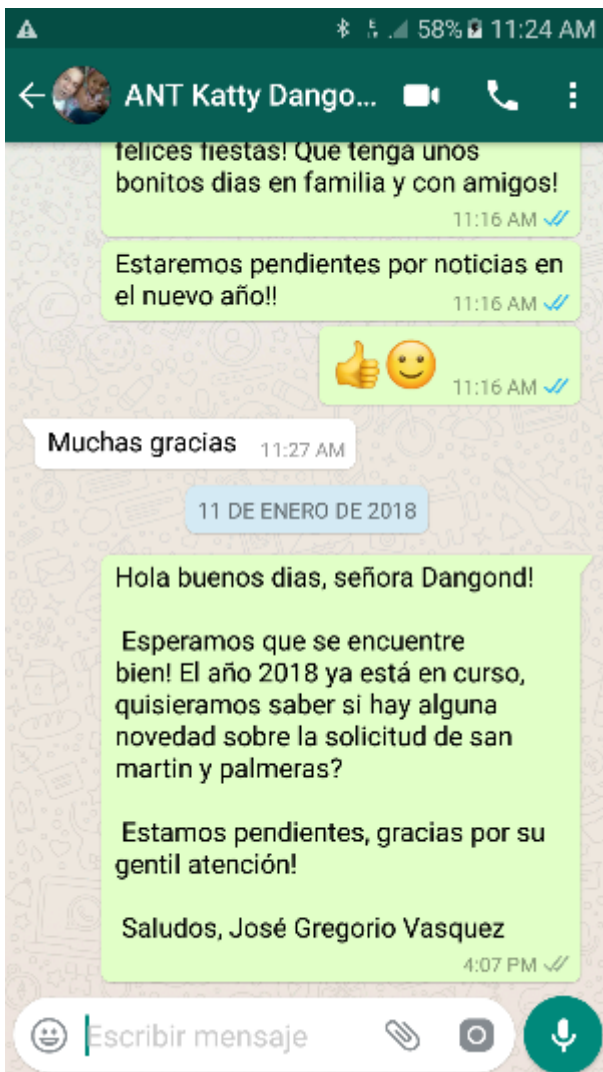 58% 11:24 AM
ANT Katty Dango...
felices fiestas! Que tenga unos
bonitos dias en familia y con amigos!
11:16 AM
Estaremos pendientes por noticias en
el nuevo año!!
11:16 AM
11:16 AM
Muchas gracias 11:27 AM
11 DE ENERO DE 2018
Hola buenos dias, señora Dangond!
Esperamos que se encuentre
bien! El año 2018 ya está en curso,
quisieramos saber si hay alguna
novedad sobre la solicitud de san
martin y palmeras?
Estamos pendientes, gracias por su
gentil atención!
Saludos, José Gregorio Vasquez
4:07 PM
Escribir mensaje